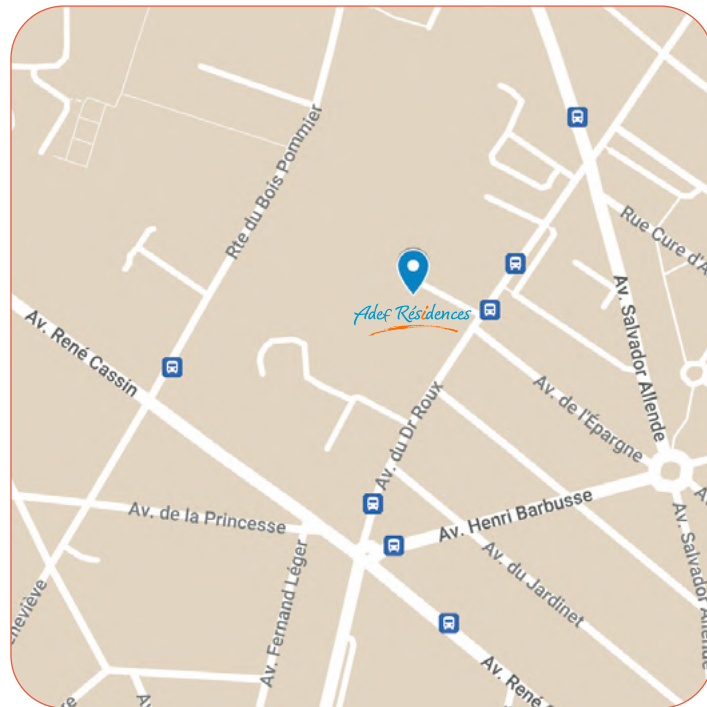 Rte du Bois Pommier
Rue Cure d'A
Adef Résidences
Av. Salvador Allende
Av. René Cassin
Av. de l'Épargne
Av. du Dr Roux
Av. Henri Barbusse
Av. de la Princesse
Av. Salvador Allende
Av. du Jardinet
Av. Fernand Léger
neviève
Av. René